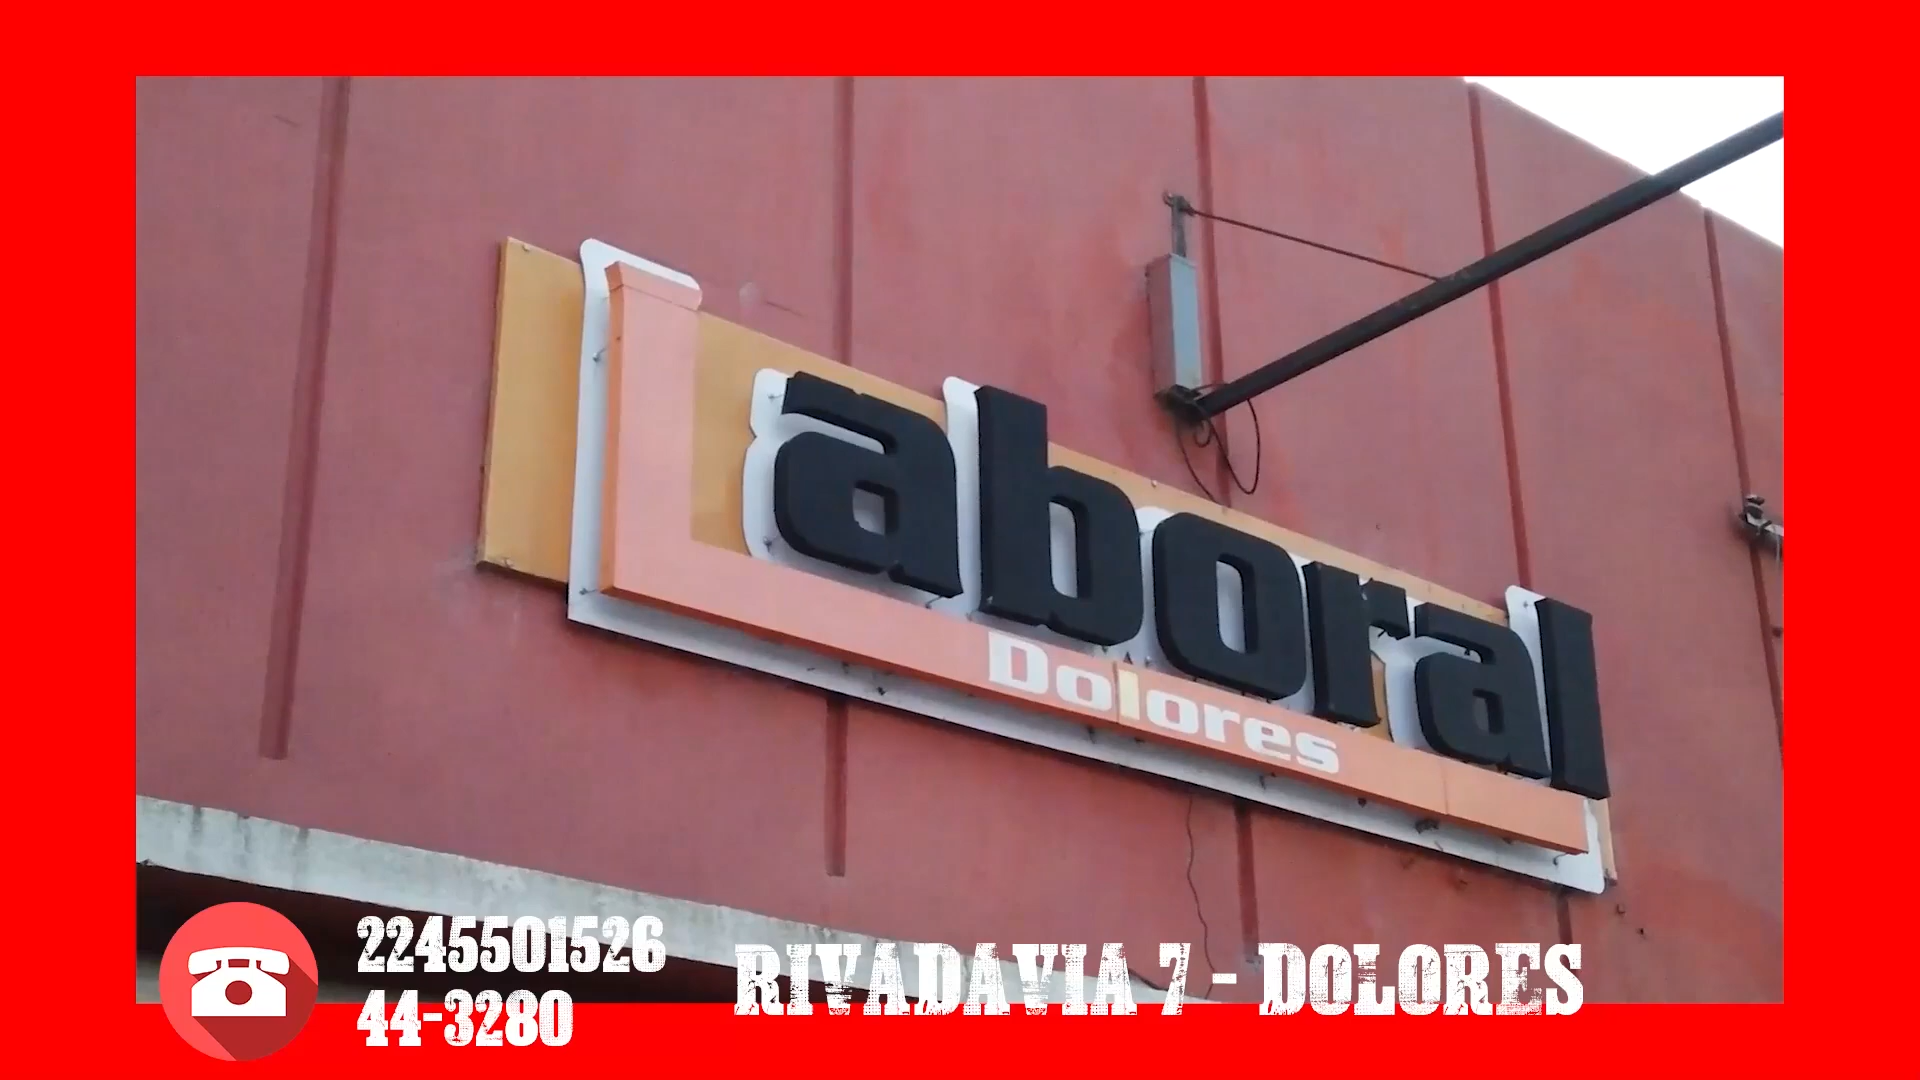 Laboral
Dolores
2245501526
44-3280
RIVADAVIA 7 - DOLORES